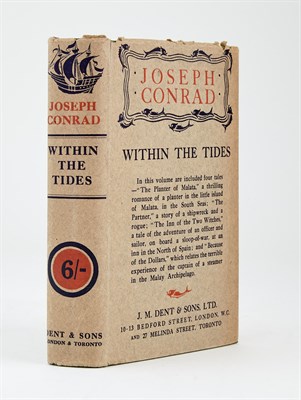 JOSEPH
CONRAD
WITHIN
THE
TIDES
6/-
DENT & SONS
LONDON & TORONTO
JOSEPH
CONRAD
WITHIN THE TIDES
In this volume are included four tales
—"The Planter of Malata," a thrilling
romance of a planter in the little island
of Malata, in the South Seas; "The
Partner," a story of a shipwreck and a
rogue; "The Inn of the Two Witches,"
a tale of the adventure of an officer and
sailor, on board a sloop-of-war, at an
inn in the North of Spain; and "Because
of the Dollars," which relates the terrible
experience of the captain of a steamer
in the Malay Archipelago.
J. M. DENT & SONS, LTD.
10-13 BEDFORD STREET, LONDON, W.C.
AND 27 MELINDA STREET, TORONTO